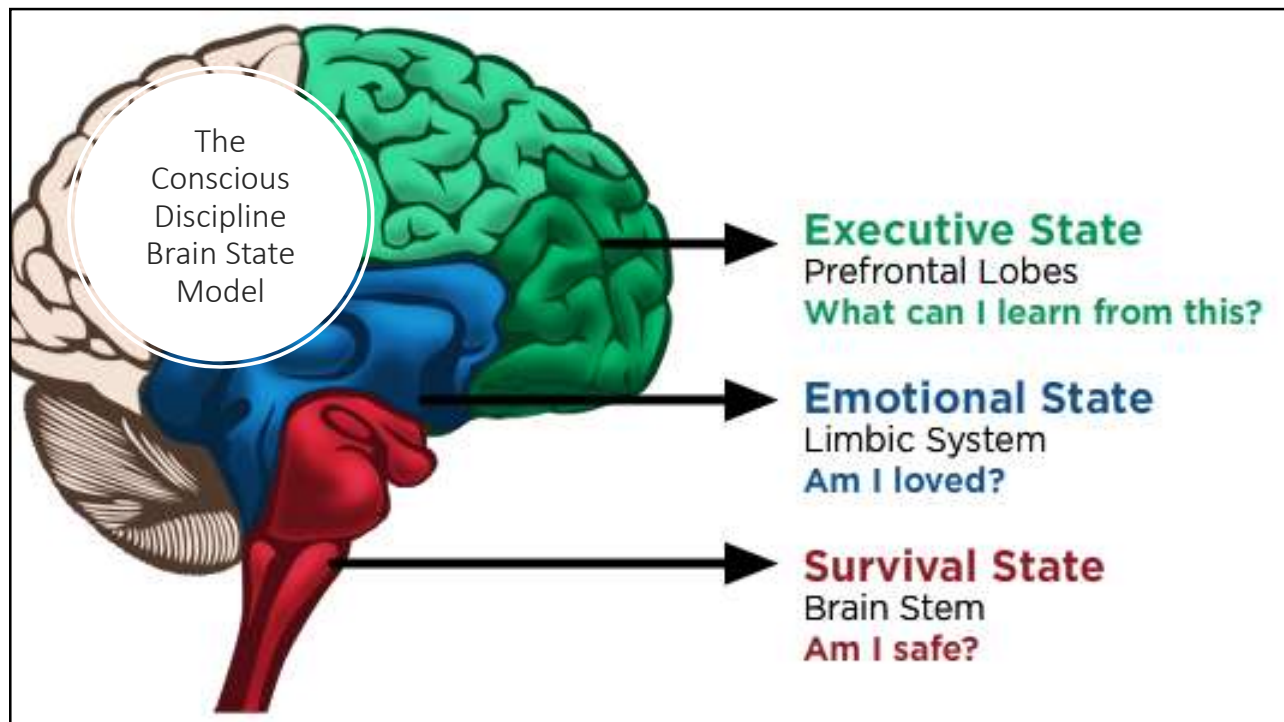 The
Conscious
Discipline
Brain State
Model
Executive State
Prefrontal Lobes
What can I learn from this?
Emotional State
Limbic System
Am I loved?
Survival State
Brain Stem
Am I safe?